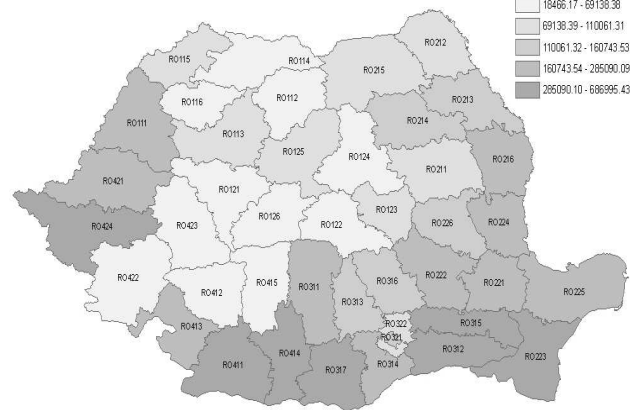 18466.17 - 69138.38
69138.39 - 110061.31
110061.32 - 160743.53
160743.54 - 285090.09
285090.10 - 686995.43
RO212
RO115
RO114
RO215
RO116
RO112
RO213
RO111
RO113
RO214
RO125
RO124
RO216
RO211
RO421
RO121
RO424
RO423
RO126
RO122
RO123
RO226
RO224
RO422
RO412
RO415
RO311
RO313
RO316
RO222
RO221
RO225
RO413
RO322
RO321
RO315
RO411
RO414
RO317
RO314
RO312
RO223